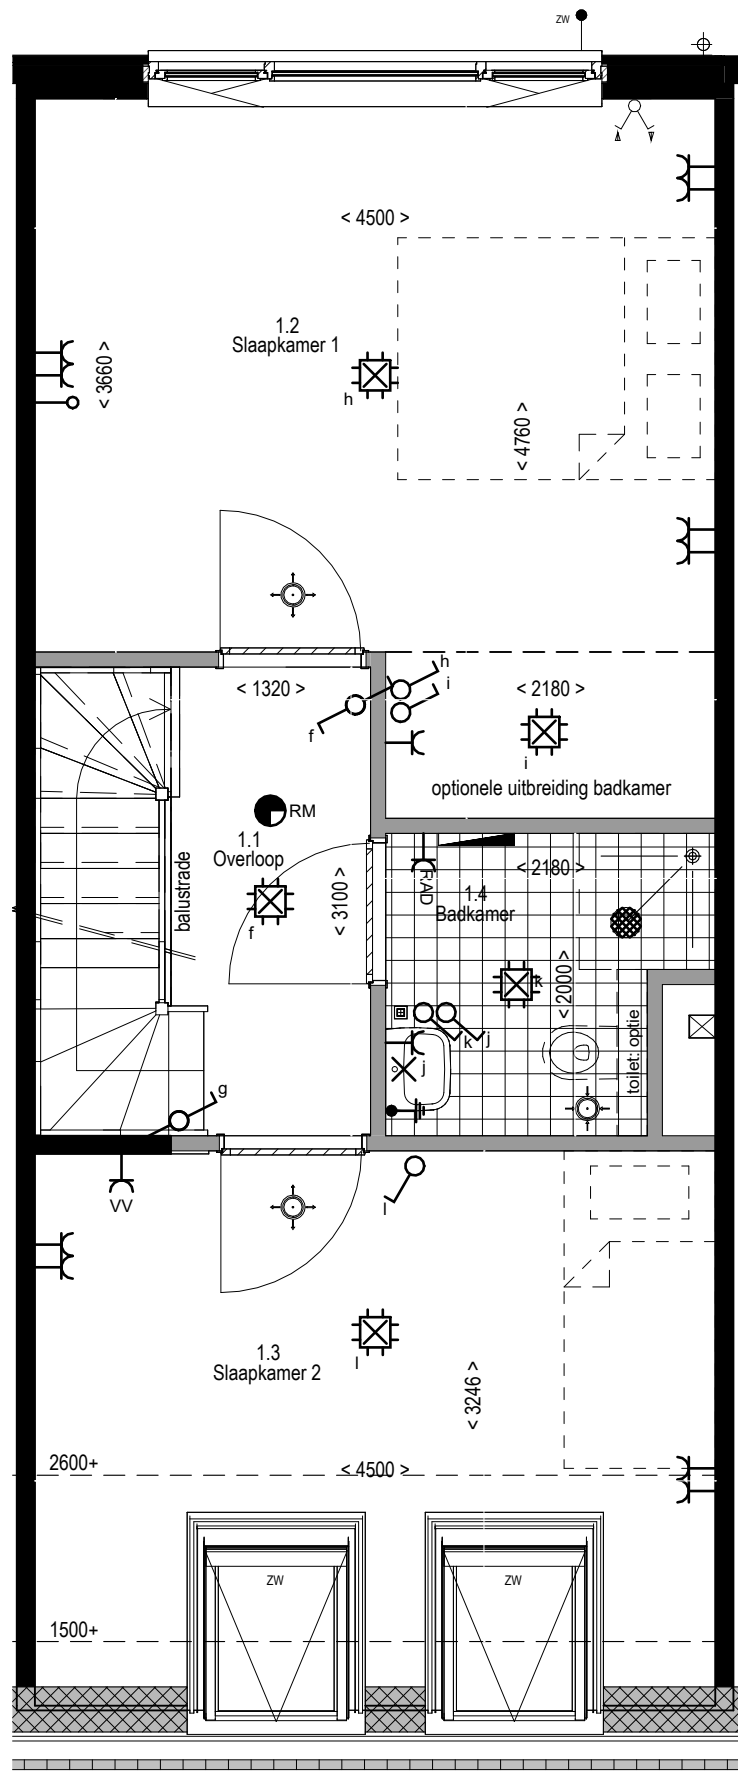 ZW
< 4500 >
1.2
Slaapkamer 1
< 3660 >
h
< 4760 >
h
< 1320 >
i
< 2180 >
f
i
optionele uitbreiding badkamer
RM
1.1
Overloop
< 2180 >
RAD
1.4
Badkamer
balustrade
< 3100 >
f
k
< 2000 >
k
j
toilet: optie
j
g
VV
l
l
1.3
Slaapkamer 2
< 3246 >
2600+
< 4500 >
ZW
ZW
1500+